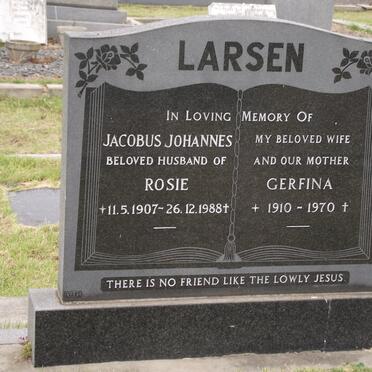 LARSEN
IN LOVING MEMORY OF
JACOBUS JOHANNES
BELOVED HUSBAND OF
ROSIE
+11.5.1907-26.12.1988†
MY BELOVED WIFE
AND OUR MOTHER
GERFINA
+ 1910 - 1970 †
THERE IS NO FRIEND LIKE THE LOWLY JESUS.